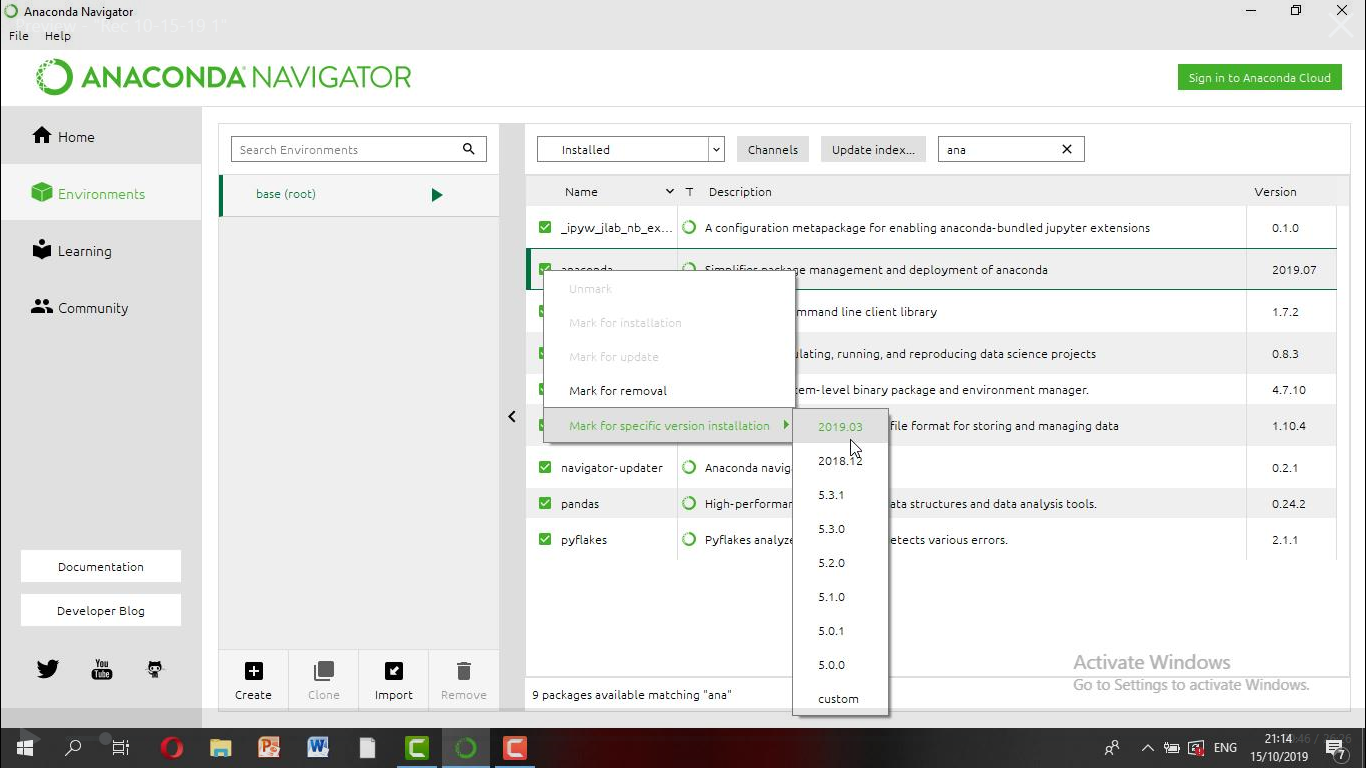 Anaconda Navigator
Preview - "Rec 10-15-19 1"
File Help
ANACONDA NAVIGATOR
Sign in to Anaconda Cloud
Home
Environments
Learning
Community
Documentation
Developer Blog
You
Tube
Search Environments
base (root)
Create Clone Import Remove
Installed Channels Update index... ana
Name T Description Version
_ipyw_jlab_nb_ex... A configuration metapackage for enabling anaconda-bundled jupyter extensions 0.1.0
anaconda Simplifies package management and deployment of anaconda 2019.07
mmand line client library 1.7.2
ulating, running, and reproducing data science projects 0.8.3
tem-level binary package and environment manager. 4.7.10
file format for storing and managing data 1.10.4
navigator-updater Anaconda naviga 0.2.1
pandas High-performan ata structures and data analysis tools. 0.24.2
pyflakes Pyflakes analyze etects various errors. 2.1.1
Unmark
Mark for installation
Mark for update
Mark for removal
Mark for specific version installation
2019.03
2018.12
5.3.1
5.3.0
5.2.0
5.1.0
5.0.1
5.0.0
custom
9 packages available matching "ana"
Activate Windows
Go to Settings to activate Windows.
ENG
21:14
15/10/2019
7